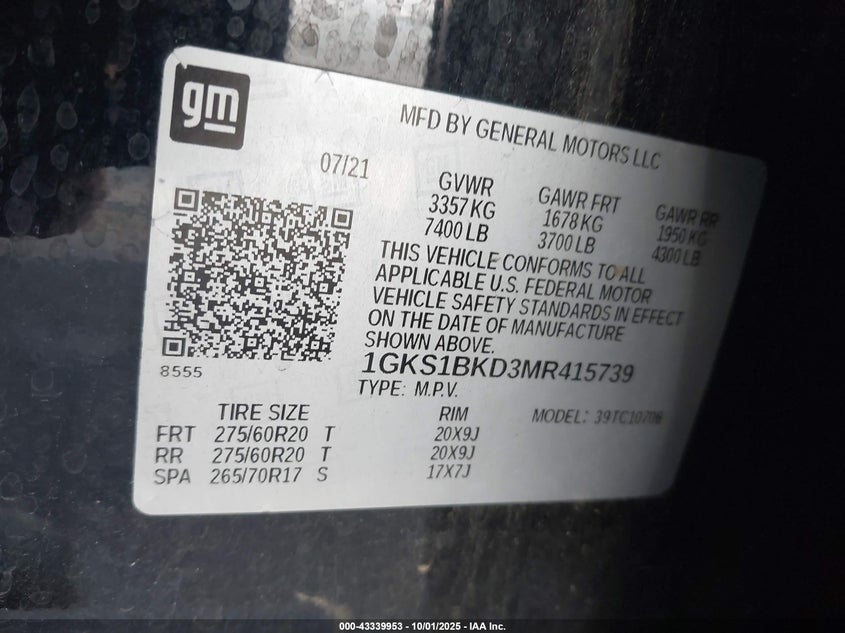 gm
MFD BY GENERAL MOTORS LLC
07/21
GVWR
3357 KG
7400 LB
GAWR FRT
1678 KG
3700 LB
GAWR RR
1950 KG
4300 LB
THIS VEHICLE CONFORMS TO ALL
APPLICABLE U.S. FEDERAL MOTOR
VEHICLE SAFETY STANDARDS IN EFFECT
ON THE DATE OF MANUFACTURE
SHOWN ABOVE.
8555
1GKS1BKD3MR415739
TYPE: M.P.V.
MODEL: 39TC10706
TIRE SIZE RIM
FRT 275/60R20 T 20X9J
RR 275/60R20 T 20X9J
SPA 265/70R17 S 17X7J
000-43339953 - 10/01/2025 - IAA Inc.